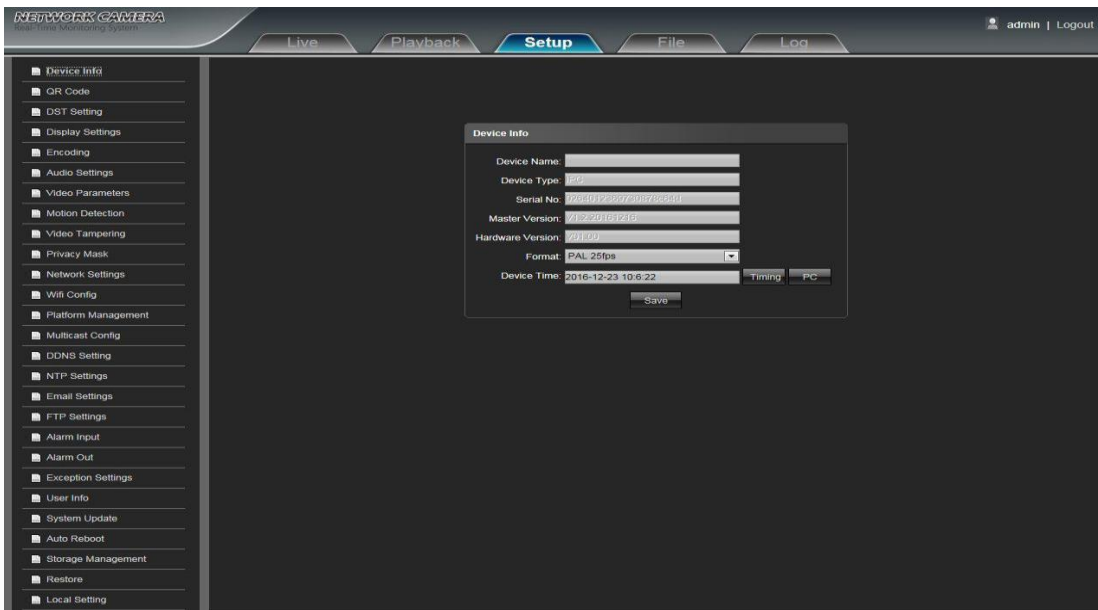 NETWORK CAMERA
Real-Time Monitoring System
Live
Playback
Setup
File
Log
admin | Logout
Device Info
QR Code
DST Setting
Display Settings
Encoding
Audio Settings
Video Parameters
Motion Detection
Video Tampering
Privacy Mask
Network Settings
Wifi Config
Platform Management
Multicast Config
DDNS Setting
NTP Settings
Email Settings
FTP Settings
Alarm Input
Alarm Out
Exception Settings
User Info
System Update
Auto Reboot
Storage Management
Restore
Local Setting
Device Info
Device Name:
Device Type: IPC
Serial No:
Master Version:
Hardware Version:
Format: PAL 25fps
Device Time: 2016-12-23 10:6:22 Timing PC
Save